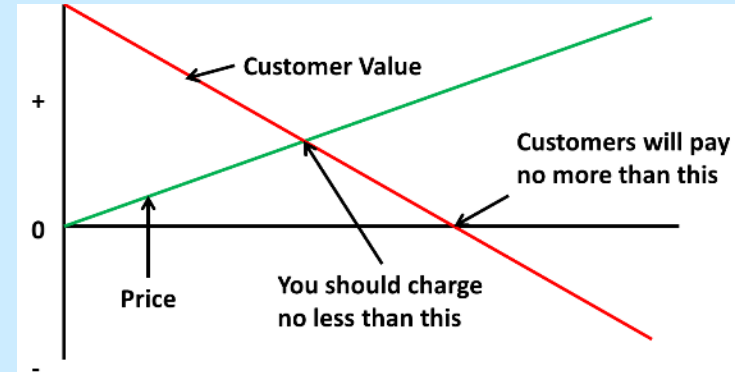 Customer Value
+
Customers will pay
no more than this
0
You should charge
no less than this
Price
-